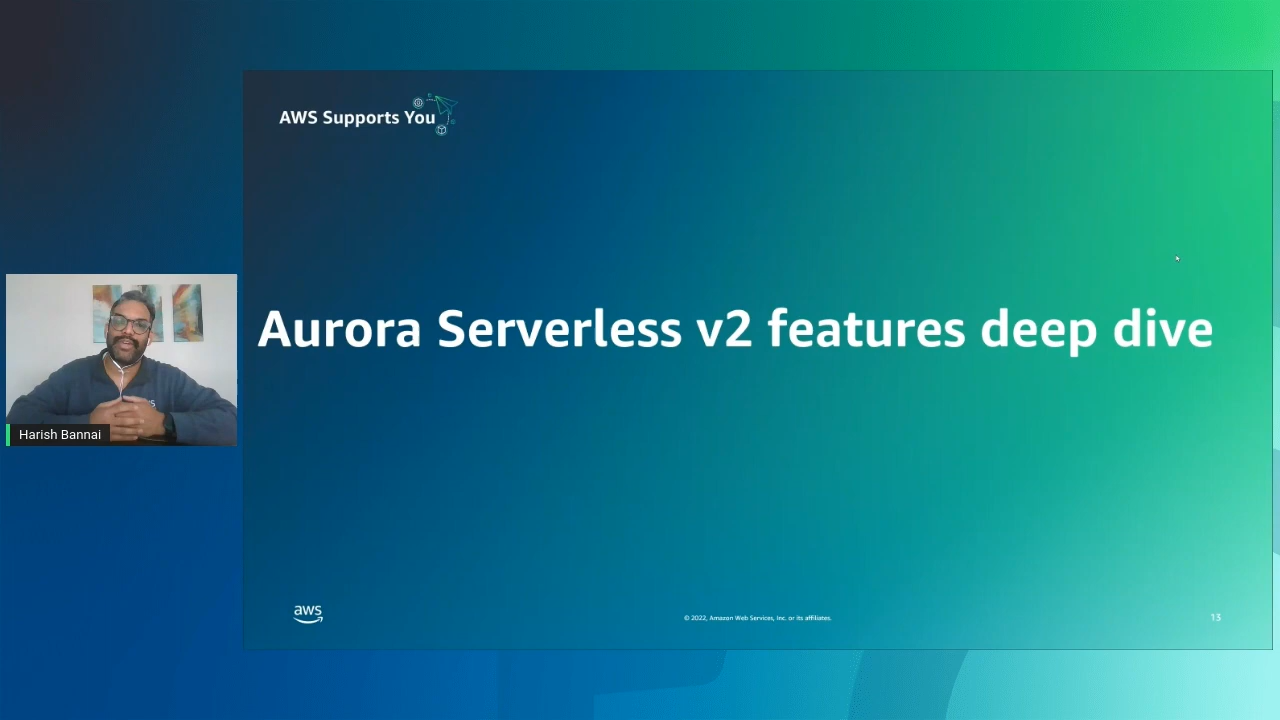 AWS Supports You
Aurora Serverless v2 features deep dive
Harish Bannai
aws
© 2022, Amazon Web Services, Inc. or its affiliates.
13